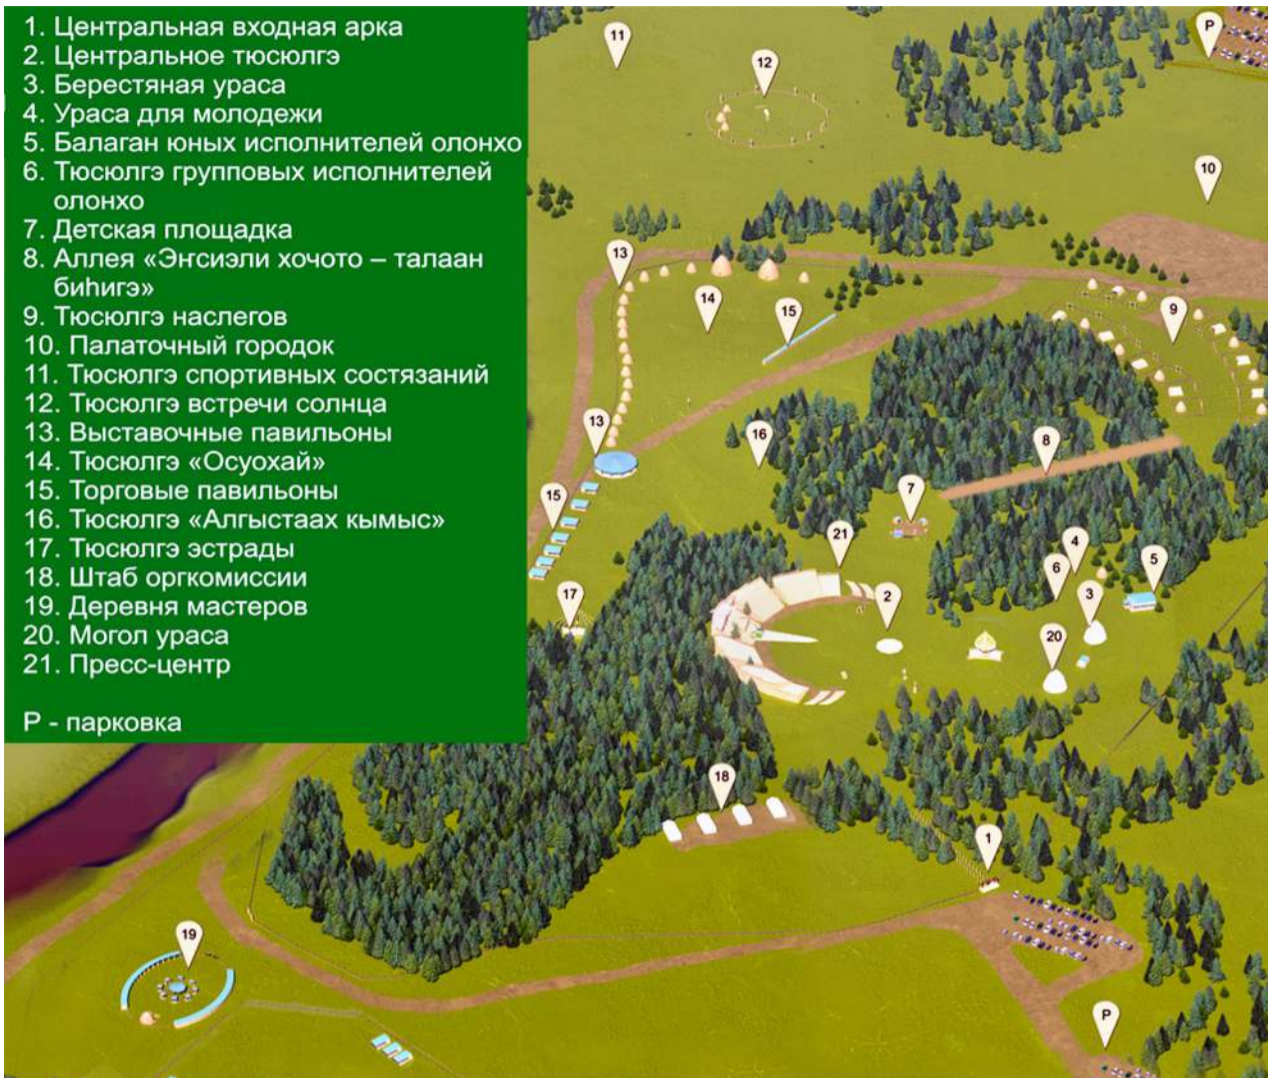 1. Центральная входная арка
2. Центральное тюсюлгэ
3. Берестяная ураса
4. Ураса для молодежи
5. Балаган юных исполнителей олонхо
6. Тюсюлгэ групповых исполнителей
олонхо
7. Детская площадка
8. Аллея «Эҥсиэли хочото – талаан
биһигэ»
9. Тюсюлгэ наслегов
10. Палаточный городок
11. Тюсюлгэ спортивных состязаний
12. Тюсюлгэ встречи солнца
13. Выставочные павильоны
14. Тюсюлгэ «Осуохай»
15. Торговые павильоны
16. Тюсюлгэ «Алгыстаах кымыс»
17. Тюсюлгэ эстрады
18. Штаб оргкомиссии
19. Деревня мастеров
20. Могол ураса
21. Пресс-центр
Р - парковка
P
11
12
10
13
14
15
9
13
16
8
15
7
21
4
6
5
17
2
3
20
18
1
19
P